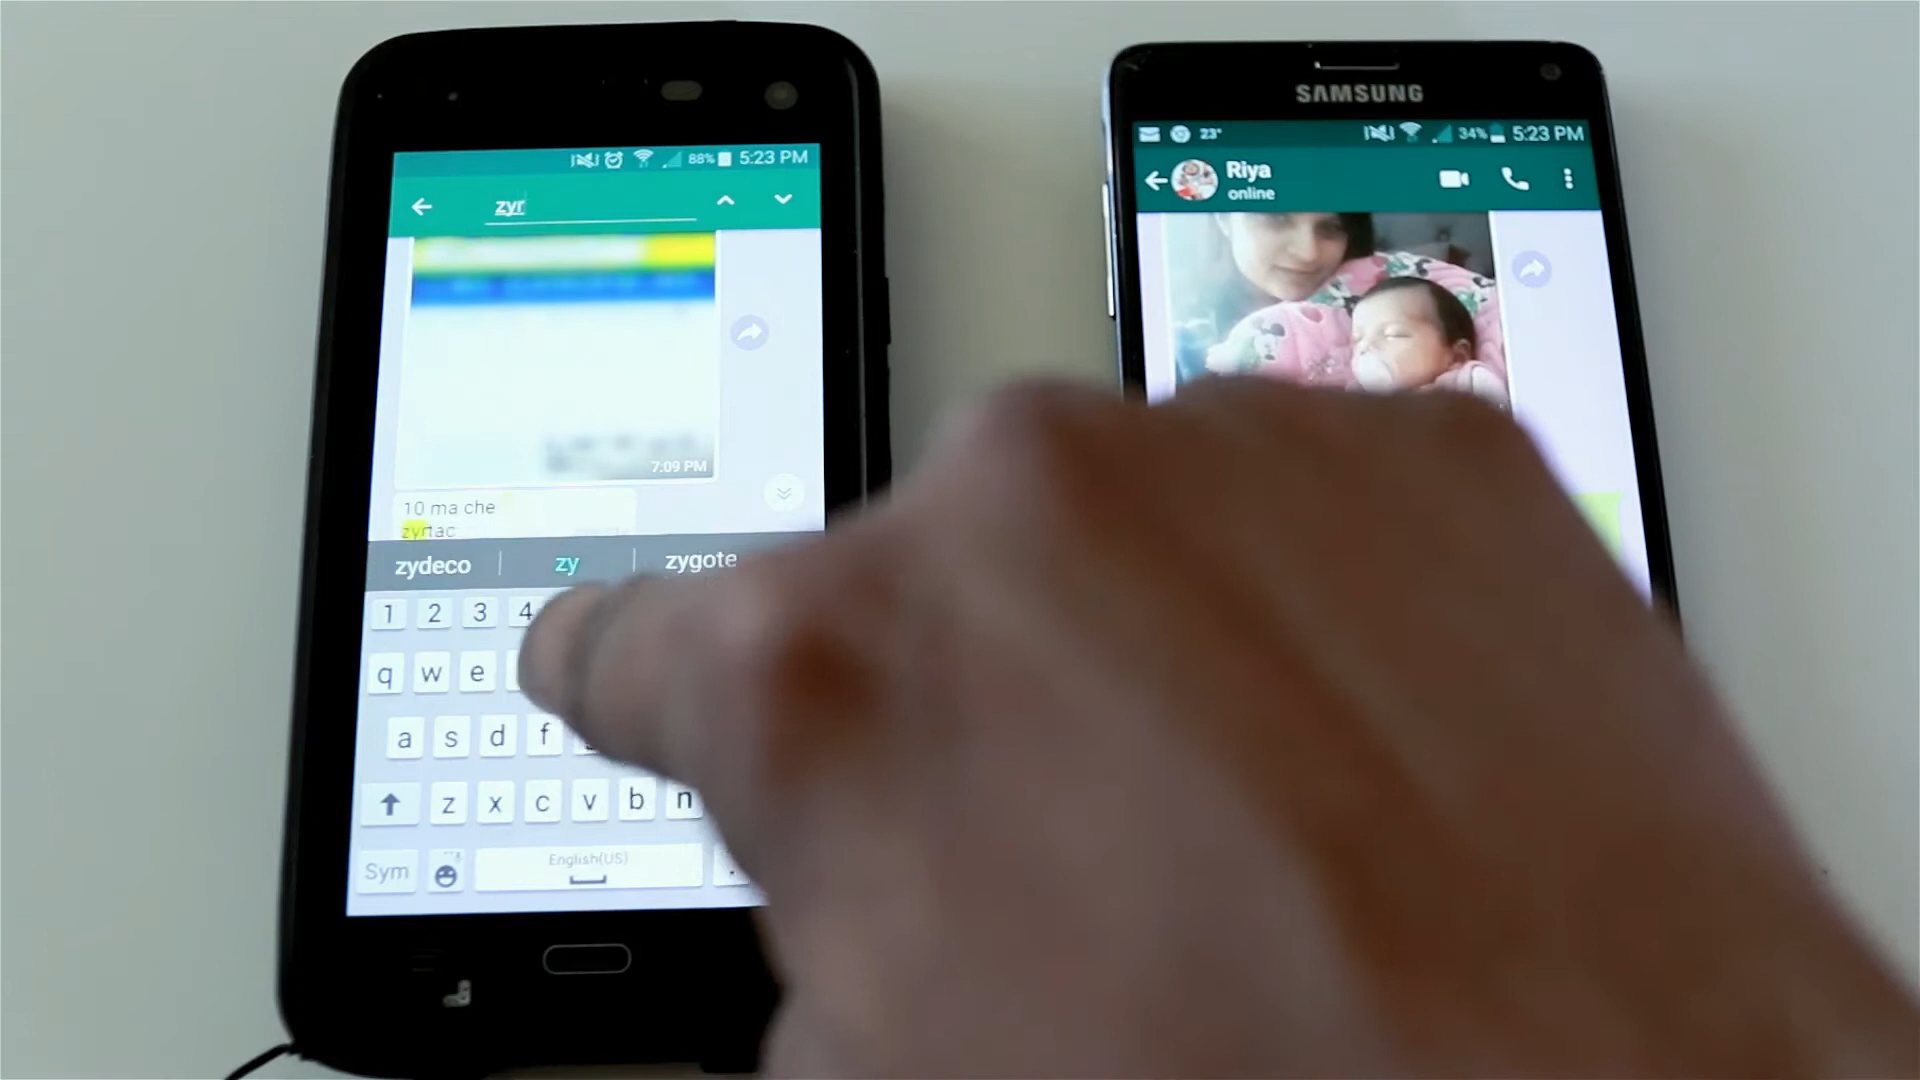 88% 5:23 PM
zyr
7:09 PM
10 ma che
zyrtac
zydeco zy zygote
1 2 3 4
q w e
a s d f
z x c v b n
Sym
English(US)
SAMSUNG
23° 34% 5:23 PM
Riya
online